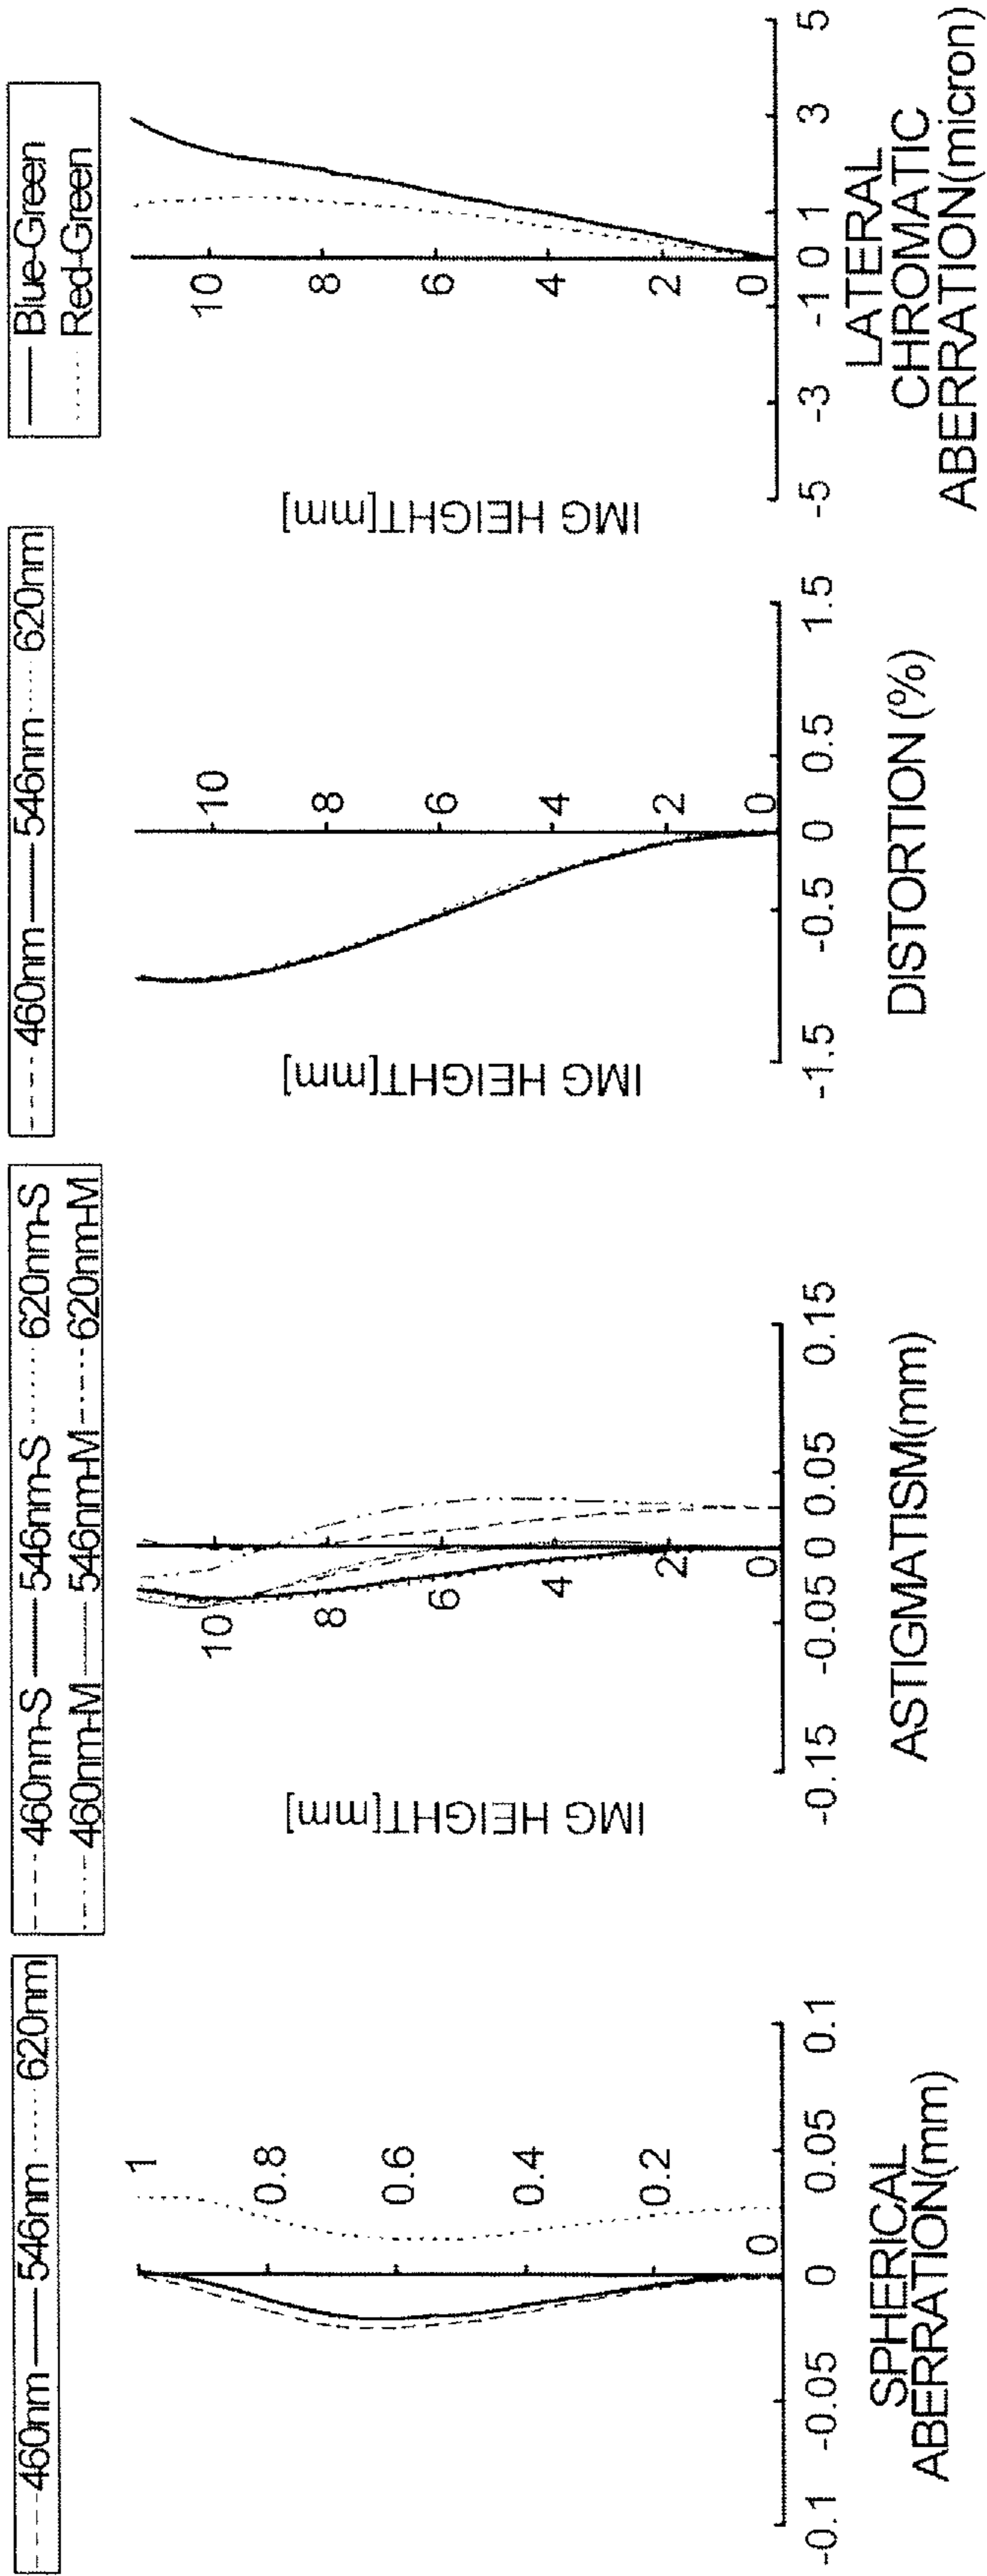 --- 460nm —— 546nm ······ 620nm
1
0.8
0.6
0.4
0.2
0
-0.1 -0.05 0 0.05 0.1
SPHERICAL
ABERRATION(mm)
460nm-S 546nm-S 620nm-S
460nm-M 546nm-M 620nm-M
IMG HEIGHT[mm]
10
8
6
4
2
0
-0.15 -0.05 0 0.05 0.15
ASTIGMATISM(mm)
460nm 546nm 620nm
IMG HEIGHT[mm]
10
8
6
4
2
0
-1.5 -0.5 0 0.5 1.5
DISTORTION (%)
Blue-Green
Red-Green
IMG HEIGHT[mm]
10
8
6
4
2
0
-5 -3 -1 0 1 3 5
LATERAL
CHROMATIC
ABERRATION(micron)